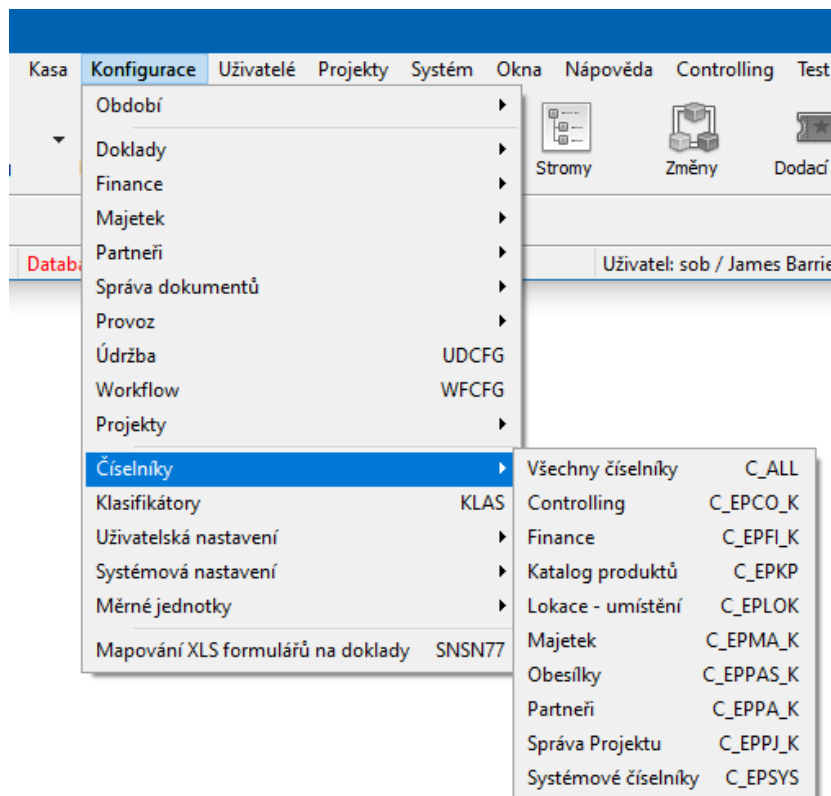 Kasa Konfigurace Uživatelé Projekty Systém Okna Nápověda Controlling Test
Období
Stromy Změny Dodací
Doklady
Finance
Majetek
Partneři
Databá Uživatel: sob / James Barrie
Správa dokumentů
Provoz
Údržba UDCFG
Workflow WFCFG
Projekty
Číselníky
Všechny číselníky C_ALL
Klasifikátory KLAS
Controlling C_EPCO_K
Uživatelská nastavení
Finance C_EPFI_K
Systémová nastavení
Katalog produktů C_EPKP
Měrné jednotky
Lokace - umístění C_EPLOK
Mapování XLS formulářů na doklady SNSN77
Majetek C_EPMA_K
Obesílky C_EPPAS_K
Partneři C_EPPA_K
Správa Projektu C_EPPJ_K
Systémové číselníky C_EPSYS